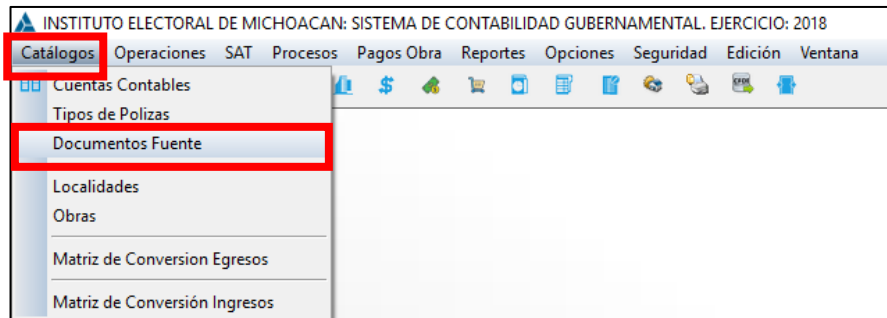 INSTITUTO ELECTORAL DE MICHOACAN: SISTEMA DE CONTABILIDAD GUBERNAMENTAL. EJERCICIO: 2018
Catálogos Operaciones SAT Procesos Pagos Obra Reportes Opciones Seguridad Edición Ventana
Cuentas Contables
Tipos de Polizas
Documentos Fuente
Localidades
Obras
Matriz de Conversion Egresos
Matriz de Conversión Ingresos